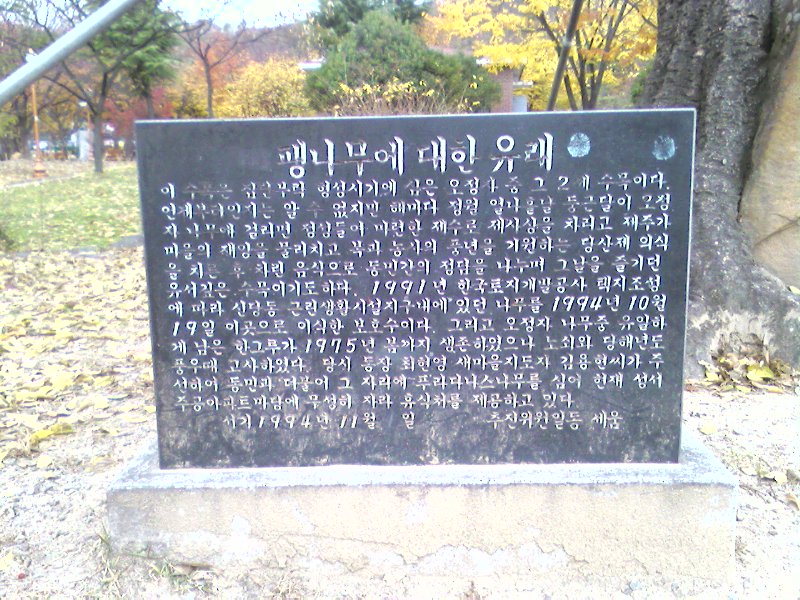 팽나무에 대한 유래
이 수목은 점산부락 형성시기에 심은 오정자 중 그 2세 수목이다.
언제부터인지는 알 수 없지만 해마다 정월 열나흗날 둥근달이 오정
자 나무에 걸리면 정성들여 마련한 제수로 제사상을 차리고 제주가
마을의 재앙을 물리치고 복과 농사의 풍년을 기원하는 당산제 의식
을 치른 후 차린 음식으로 동민간의 정담을 나누며 그날을 즐기던
유서깊은 수목이기도하다. 1991년 한국토지개발공사 택지조성
에 따라 신당동 근린생활시설지구내에 있던 나무를 1994년 10월
19일 이곳으로 이식한 보호수이다. 그리고 오정자 나무중 유일하
게 남은 한그루가 1975년 봄까지 생존하였으나 노쇠와 당해년도
풍우때 고사하였다. 당시 동장 최현영 새마을지도자 김용현씨가 주
선하여 동민과 더불어 그 자리에 푸라다나스나무를 심어 현재 성서
주공아파트마당에 무성히 자라 휴식처를 제공하고 있다.
서기 1994년 11월 일 추진위원일동 세움